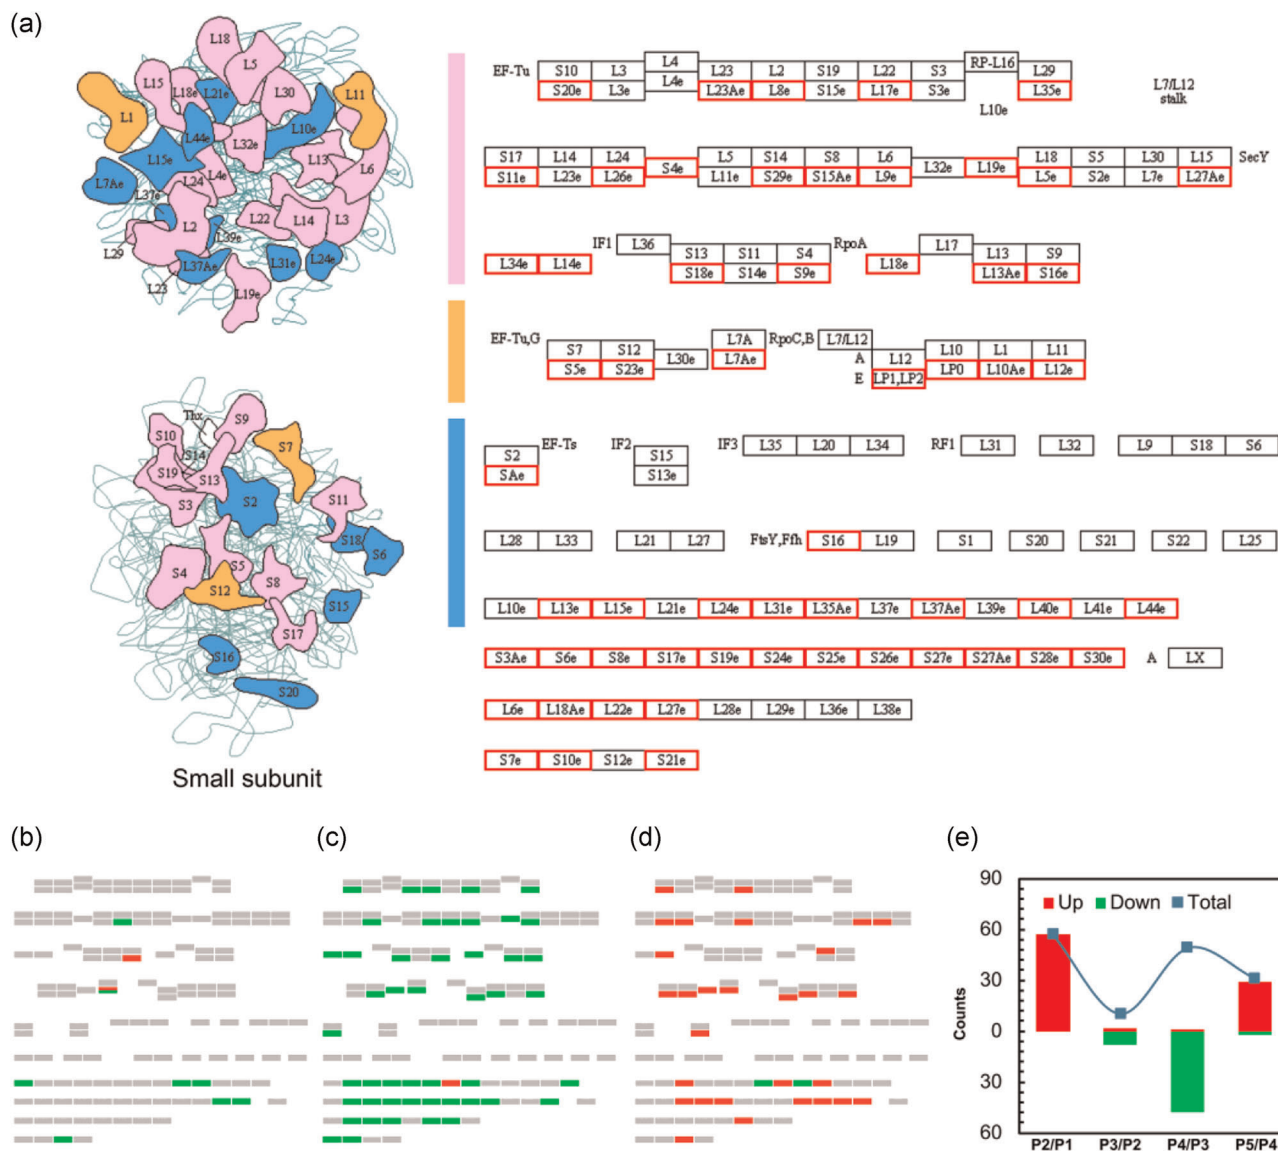 (a)
L18
L5
L15
L18e
L21e
L30
L11
L1
L44e
L10e
L32e
L15e
L13
L6
L7Ae
L24
L4e
L37e
L2
L22
L14
L3
L39e
L29
L37Ae
L31e
L24e
L23
L19e
Thx
S9
S10
S7
S14
S19
S13
S3
S2
S11
S18
S6
S4
S5
S8
S12
S15
S17
S16
S20
Small subunit
EF-Tu S10 L3 L4 L23 L2 S19 L22 S3 RP-L16 L29
S20e L3e L4e L23Ae L8e S15e L17e S3e L10e L35e
L7/L12
stalk
S17 L14 L24 S4e L5 S14 S8 L6 L32e L19e L18 S5 L30 L15 SecY
S11e L23e L26e L11e S29e S15Ae L9e L5e S2e L7e L27Ae
IF1 L36 S13 S11 S4 RpoA L17 L13 S9
L34e L14e S18e S14e S9e L18e L13Ae S16e
EF-Tu,G S7 S12 L30e L7A RpoC,B L7/L12
S5e S23e L7Ae A L12 L10 L1 L11
E LP1,LP2 LP0 L10Ae L12e
S2 EF-Ts IF2 S15 IF3 L35 L20 L34 RF1 L31 L32 L9 S18 S6
SAe S13e
L28 L33 L21 L27 FtsY,Ffh S16 L19 S1 S20 S21 S22 L25
L10e L13e L15e L21e L24e L31e L35Ae L37e L37Ae L39e L40e L41e L44e
S3Ae S6e S8e S17e S19e S24e S25e S26e S27e S27Ae S28e S30e A LX
L6e L18Ae L22e L27e L28e L29e L36e L38e
S7e S10e S12e S21e
(b)
(c)
(d)
(e)
Up Down Total
Counts
90
60
30
0
30
60
P2/P1 P3/P2 P4/P3 P5/P4